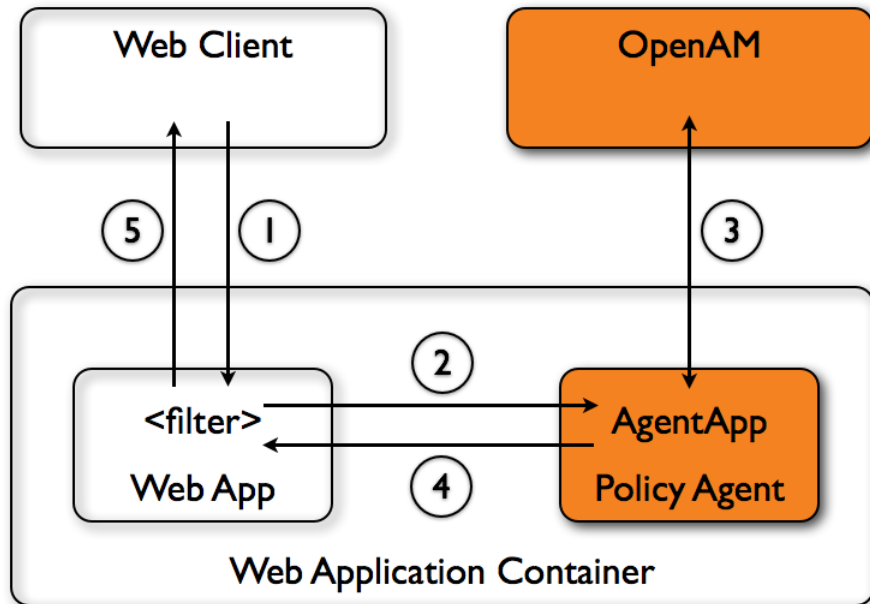 Web Client
OpenAM
5
1
3
2
<filter>
AgentApp
Web App
Policy Agent
4
Web Application Container